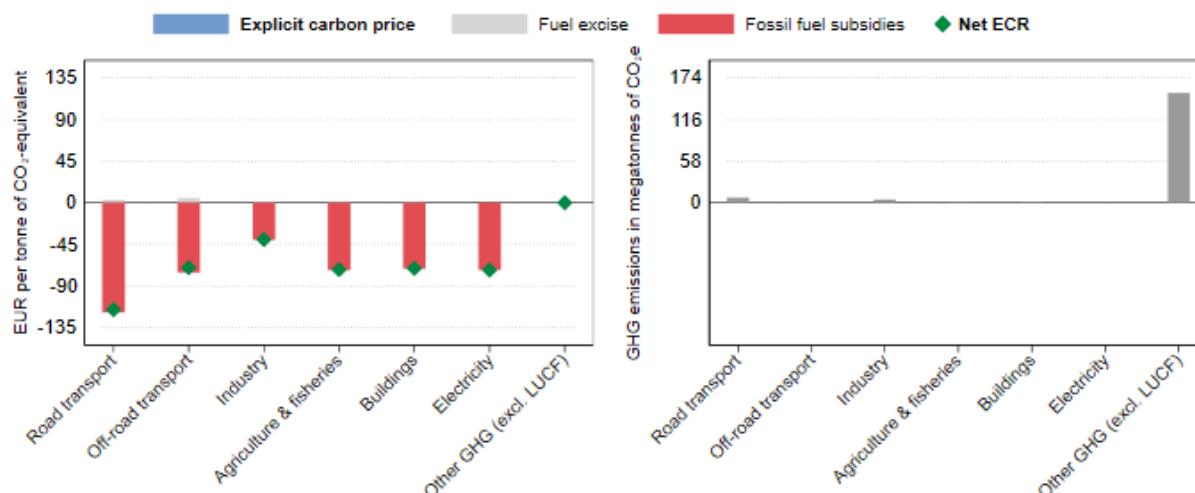 Explicit carbon price Fuel excise Fossil fuel subsidies Net ECR
EUR per tonne of CO₂-equivalent
135
90
45
0
-45
-90
-135
Road transport
Off-road transport
Industry
Agriculture & fisheries
Buildings
Electricity
Other GHG (excl. LUCF)
GHG emissions in megatonnes of CO₂e
174
116
58
0
Road transport
Off-road transport
Industry
Agriculture & fisheries
Buildings
Electricity
Other GHG (excl. LUCF)